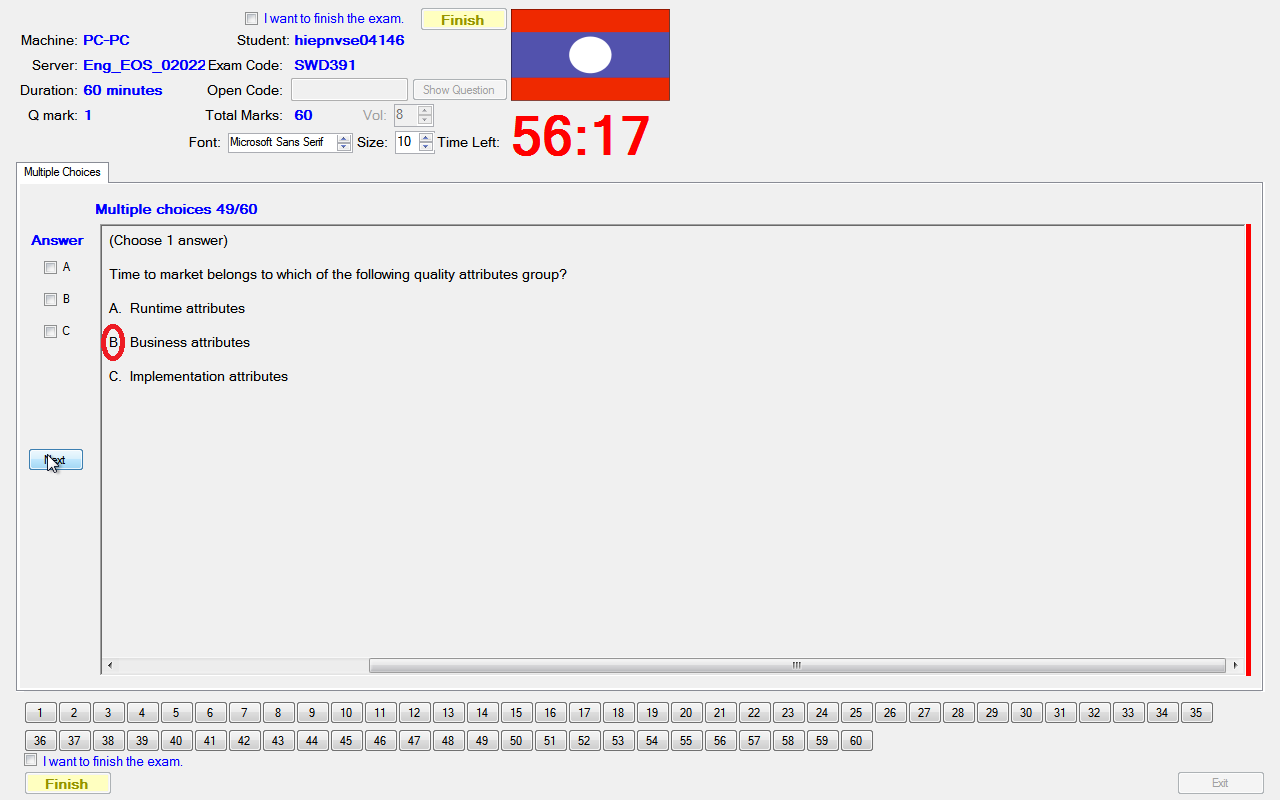 I want to finish the exam.
Finish
Machine: PC-PC
Student: hiepnvse04146
Server: Eng_EOS_02022
Exam Code: SWD391
Duration: 60 minutes
Open Code:
Show Question
Q mark: 1
Total Marks: 60
Vol: 8
Font: Microsoft Sans Serif
Size: 10
Time Left: 56:17
Multiple Choices
Multiple choices 49/60
Answer
A
B
C
Next
(Choose 1 answer)
Time to market belongs to which of the following quality attributes group?
A. Runtime attributes
B. Business attributes
C. Implementation attributes
1 2 3 4 5 6 7 8 9 10 11 12 13 14 15 16 17 18 19 20 21 22 23 24 25 26 27 28 29 30 31 32 33 34 35
36 37 38 39 40 41 42 43 44 45 46 47 48 49 50 51 52 53 54 55 56 57 58 59 60
I want to finish the exam.
Finish
Exit